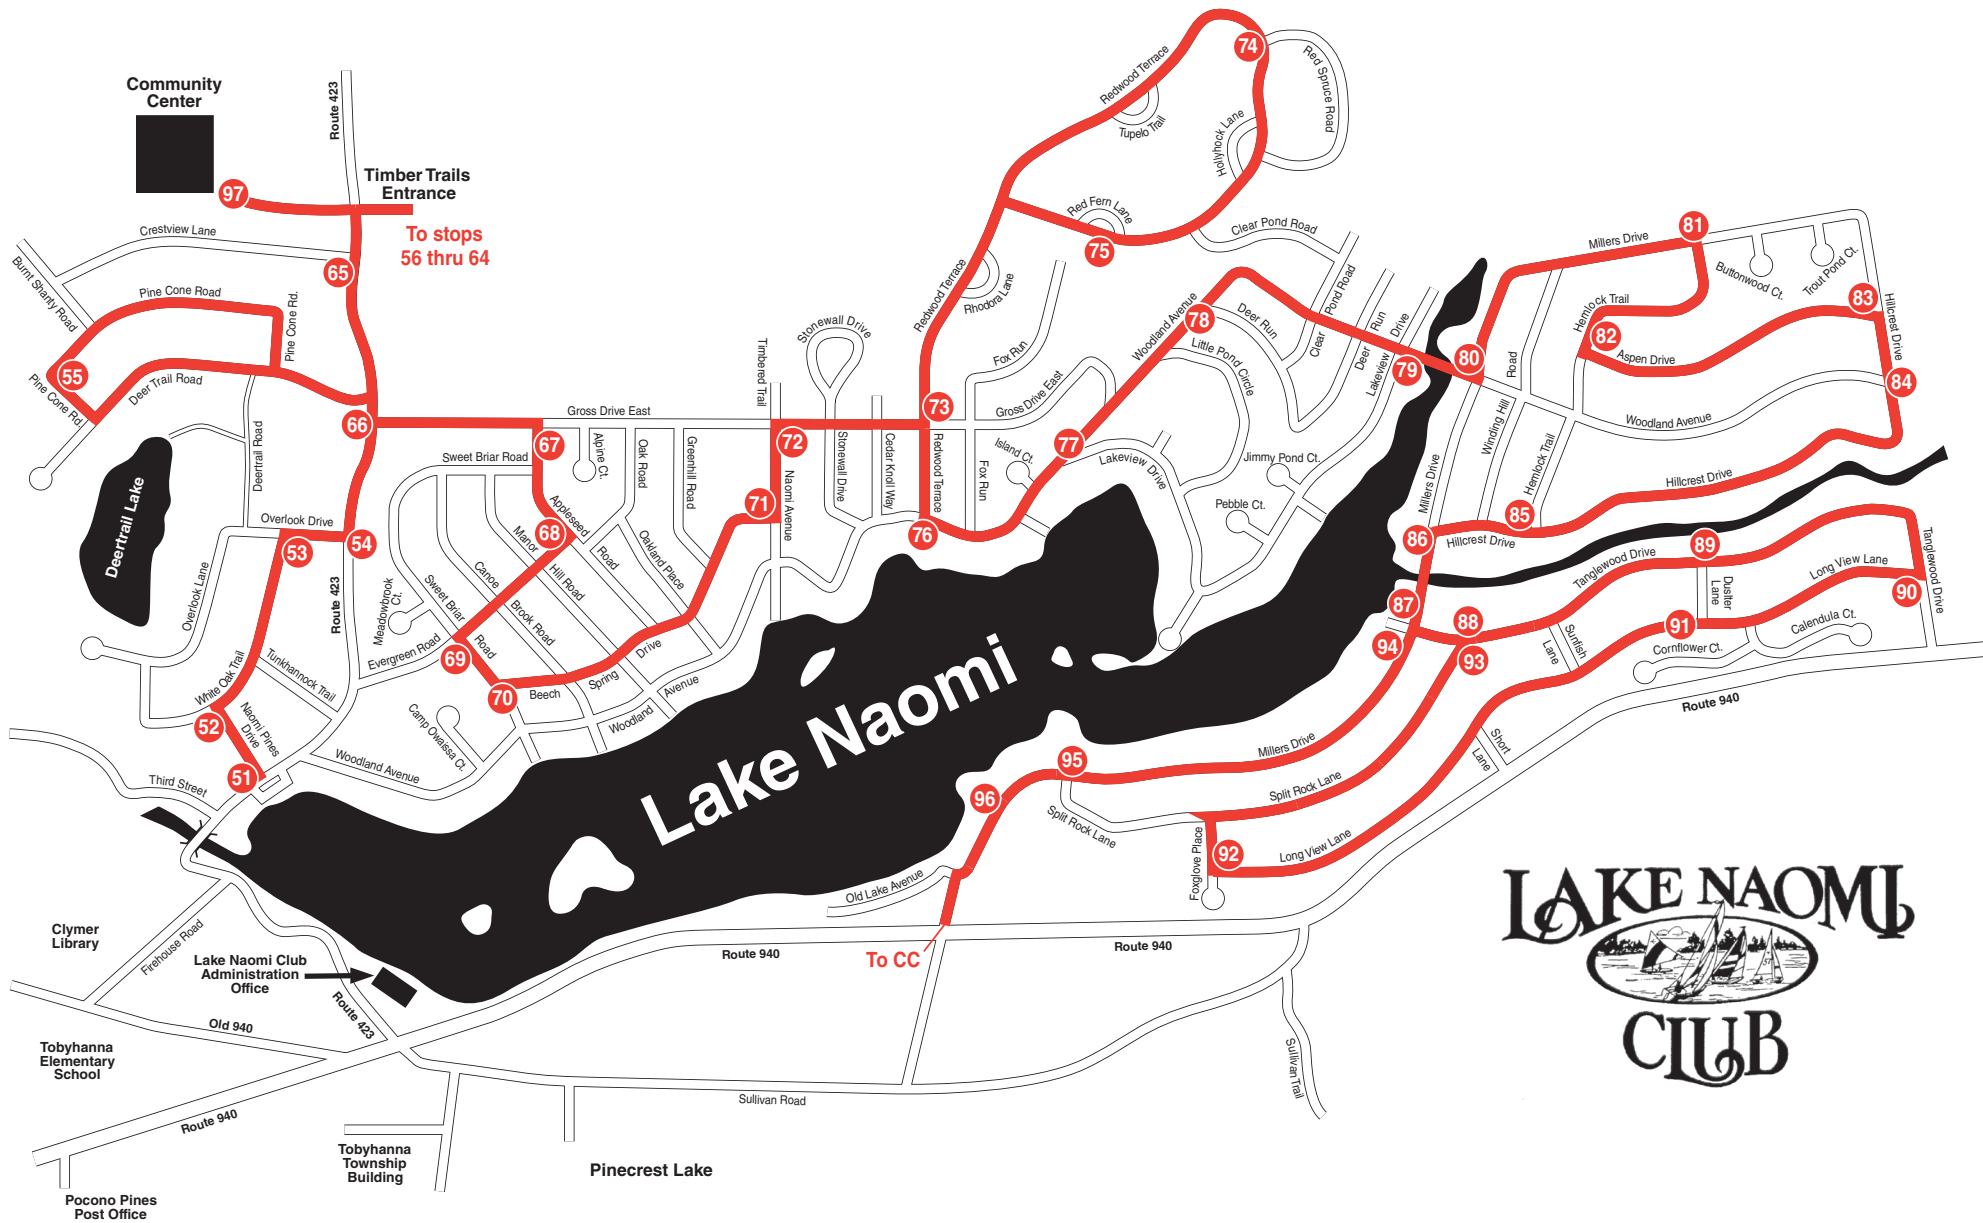 Community
Center
Route 423
97
Timber Trails
Entrance
To stops
56 thru 64
Crestview Lane
65
Burnt Shanty Road
Pine Cone Road
Pine Cone Rd.
55
Pine Cone Rd.
Deer Trail Road
66
Deertrail Lake
Deertrail Road
Overlook Drive
53
54
Overlook Lane
Route 423
White Oak Trail
Tunkhannock Trail
52
Naomi Pines
Drive
51
Third Street
Woodland Avenue
Gross Drive East
67
Sweet Briar Road
Alpine Ct.
Oak Road
Greenhill Road
Appleseed
Road
68
Manor
Hill Road
Oakland Place
Canoe
Brook Road
Sweet Briar
Road
Meadowbrook
Ct.
Evergreen Road
69
70
Beech
Spring
Drive
Camp Owaissa Ct.
Woodland
Avenue
Timbered Trail
Stonewall Drive
71
72
Naomi Avenue
Stonewall Drive
Cedar Knoll Way
Redwood Terrace
73
76
Fox Run
Fox Run
Gross Drive East
Island Ct.
77
Redwood Terrace
Rhodora Lane
Redwood Terrace
Tupelo Trail
74
Red Spruce Road
Hollyhock Lane
Red Fern Lane
75
Clear Pond Road
Woodland Avenue
78
Deer Run
Little Pond Circle
Clear
Pond Road
Deer
Run
Lakeview
Drive
79
Lakeview Drive
Jimmy Pond Ct.
Pebble Ct.
80
Millers Drive
81
Buttonwood Ct.
Trout Pond Ct.
83
Hillcrest Drive
Hemlock Trail
82
Aspen Drive
84
Winding Hill
Road
Woodland Avenue
Hemlock Trail
Millers Drive
Hillcrest Drive
85
86
Hillcrest Drive
87
94
88
93
Tanglewood Drive
89
Tanglewood Drive
Duster
Lane
Long View Lane
90
91
Calendula Ct.
Cornflower Ct.
Sunfish
Lane
Route 940
Short
Lane
Lake Naomi
Millers Drive
95
96
Split Rock Lane
Split Rock Lane
92
Foxglove Place
Long View Lane
Old Lake Avenue
To CC
Route 940
Route 940
Clymer
Library
Firehouse Road
Lake Naomi Club
Administration
Office
Route 423
Old 940
Tobyhanna
Elementary
School
Route 940
Pocono Pines
Post Office
Tobyhanna
Township
Building
Pinecrest Lake
Sullivan Road
Sullivan Trail
LAKE NAOMI
CLUB